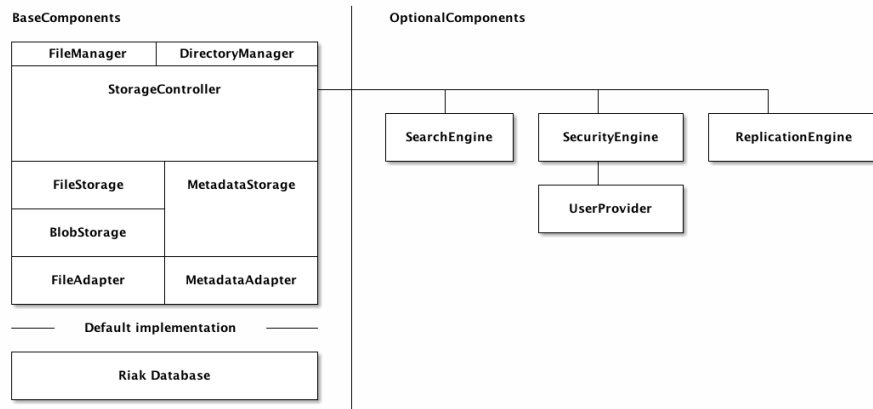 BaseComponents
OptionalComponents
FileManager
DirectoryManager
StorageController
SearchEngine
SecurityEngine
ReplicationEngine
FileStorage
MetadataStorage
UserProvider
BlobStorage
FileAdapter
MetadataAdapter
Default implementation
Riak Database